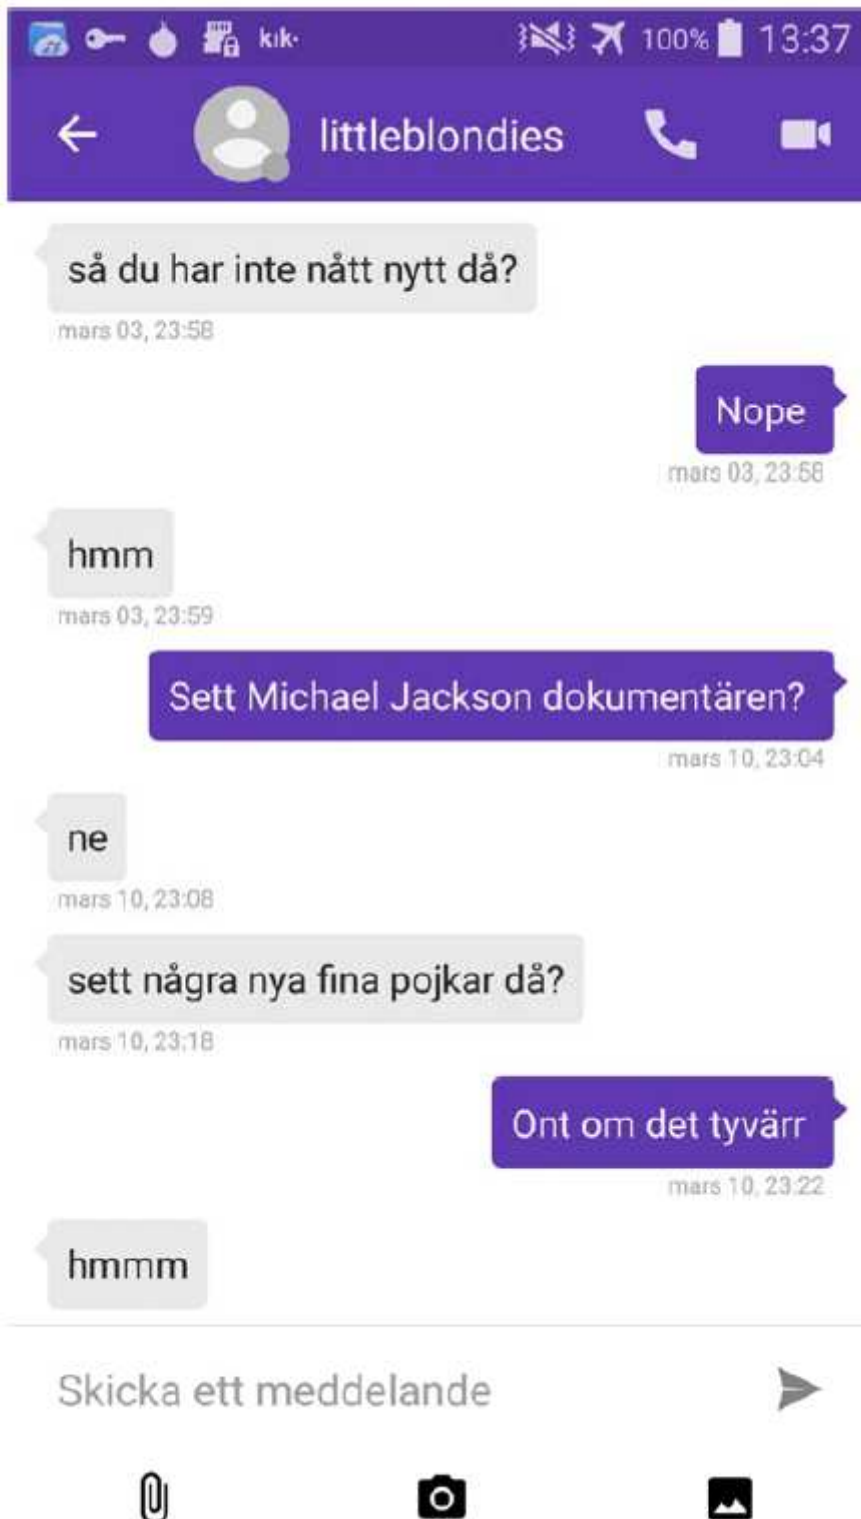 kik·
100%
13:37
littleblondies
så du har inte nått nytt då?
mars 03, 23:58
Nope
mars 03, 23:58
hmm
mars 03, 23:59
Sett Michael Jackson dokumentären?
mars 10, 23:04
ne
mars 10, 23:08
sett några nya fina pojkar då?
mars 10, 23:18
Ont om det tyvärr
mars 10, 23:22
hmmm
Skicka ett meddelande